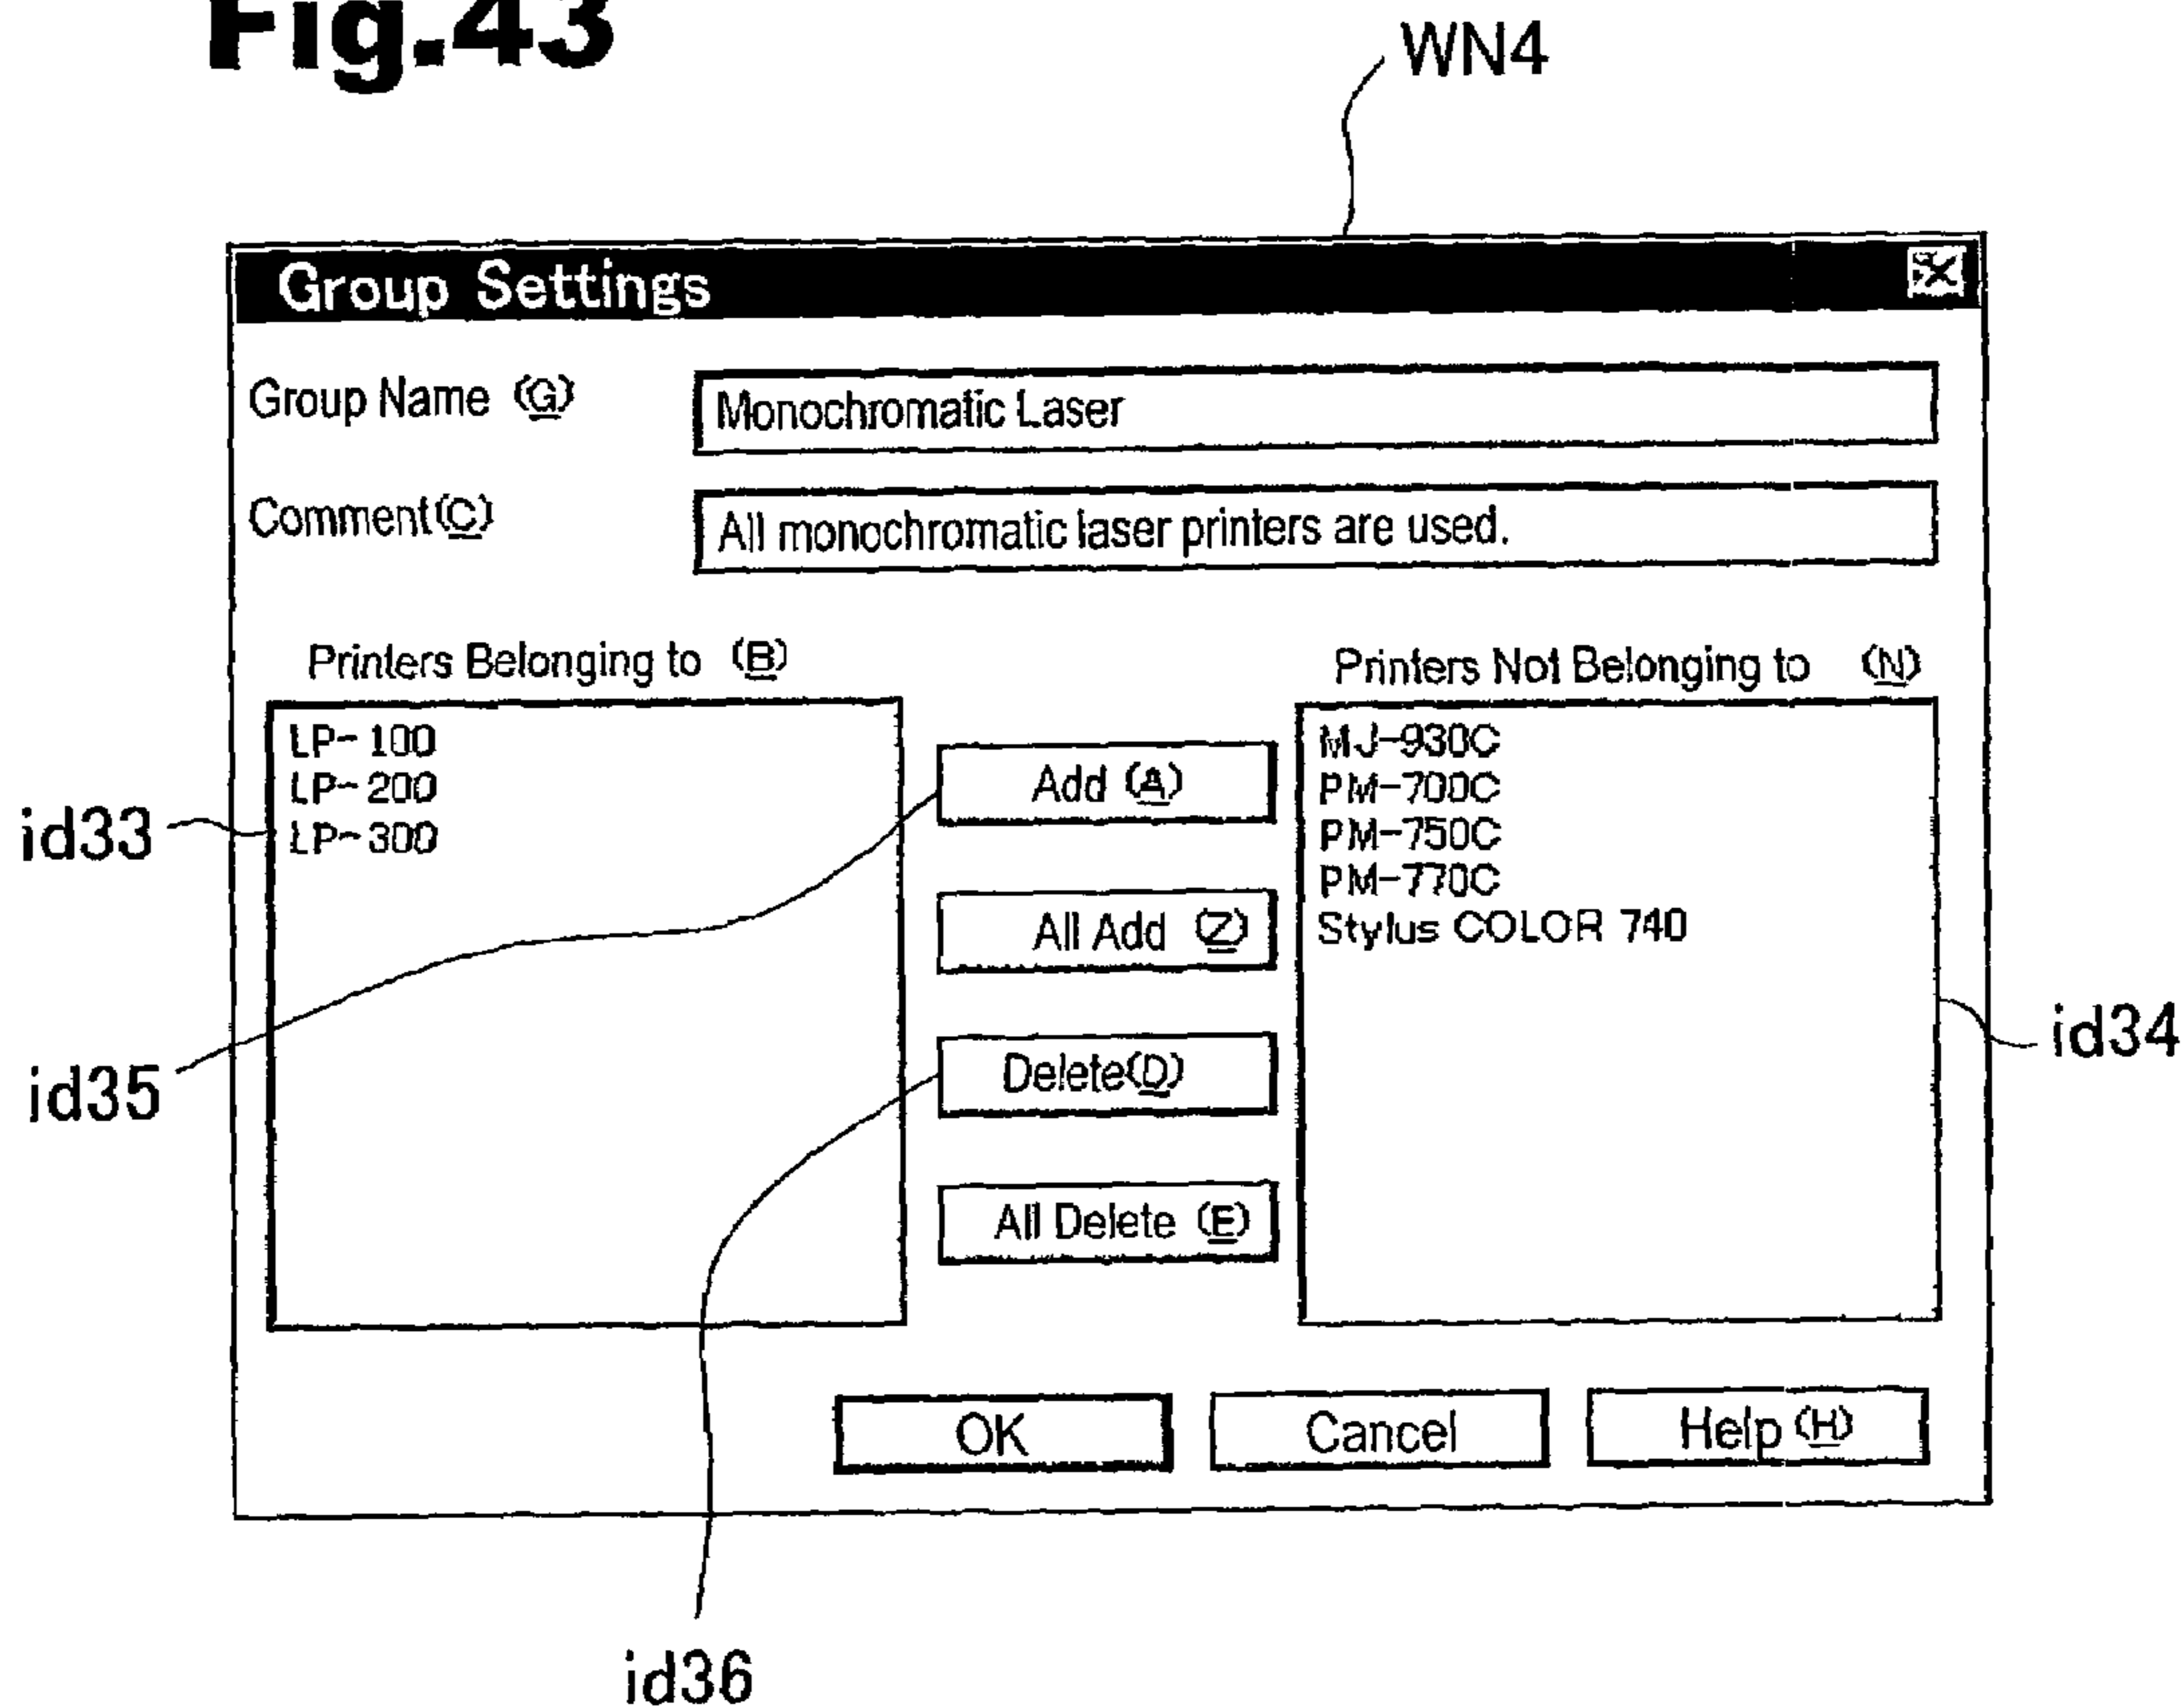 Fig.43
WN4
Group Settings
Group Name (G)
Monochromatic Laser
Comment(C)
All monochromatic laser printers are used.
Printers Belonging to (B)
Printers Not Belonging to (N)
LP-100
LP-200
LP-300
Add (A)
All Add (Z)
Delete(D)
All Delete (E)
MJ-930C
PM-700C
PM-750C
PM-770C
Stylus COLOR 740
id33
id35
id34
OK
Cancel
Help (H)
id36